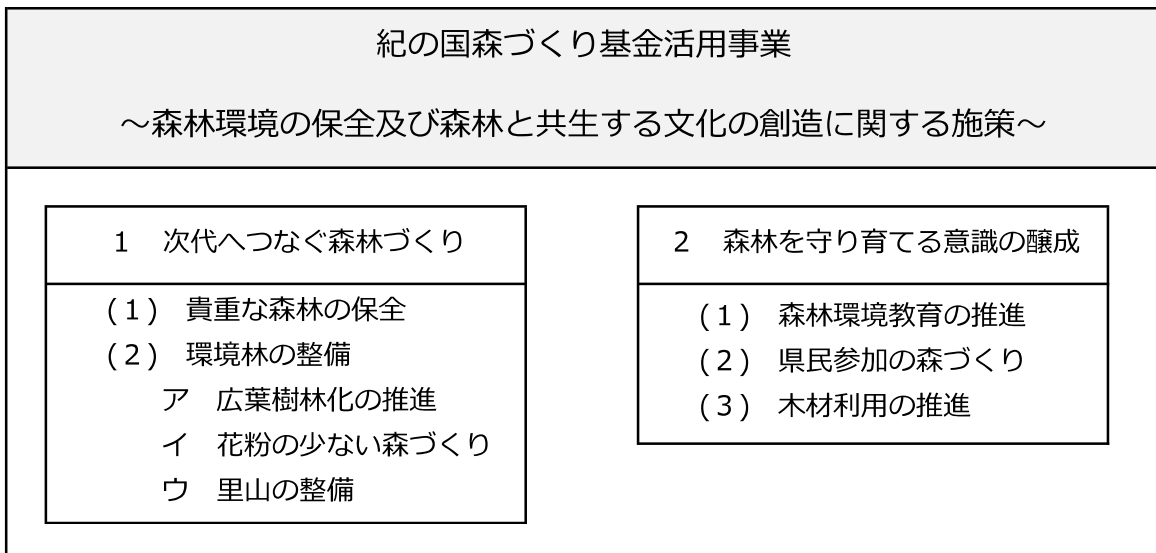 紀の国森づくり基金活用事業
～森林環境の保全及び森林と共生する文化の創造に関する施策～
1　次代へつなぐ森林づくり
(1)　貴重な森林の保全
(2)　環境林の整備
ア　広葉樹林化の推進
イ　花粉の少ない森づくり
ウ　里山の整備
2　森林を守り育てる意識の醸成
(1)　森林環境教育の推進
(2)　県民参加の森づくり
(3)　木材利用の推進